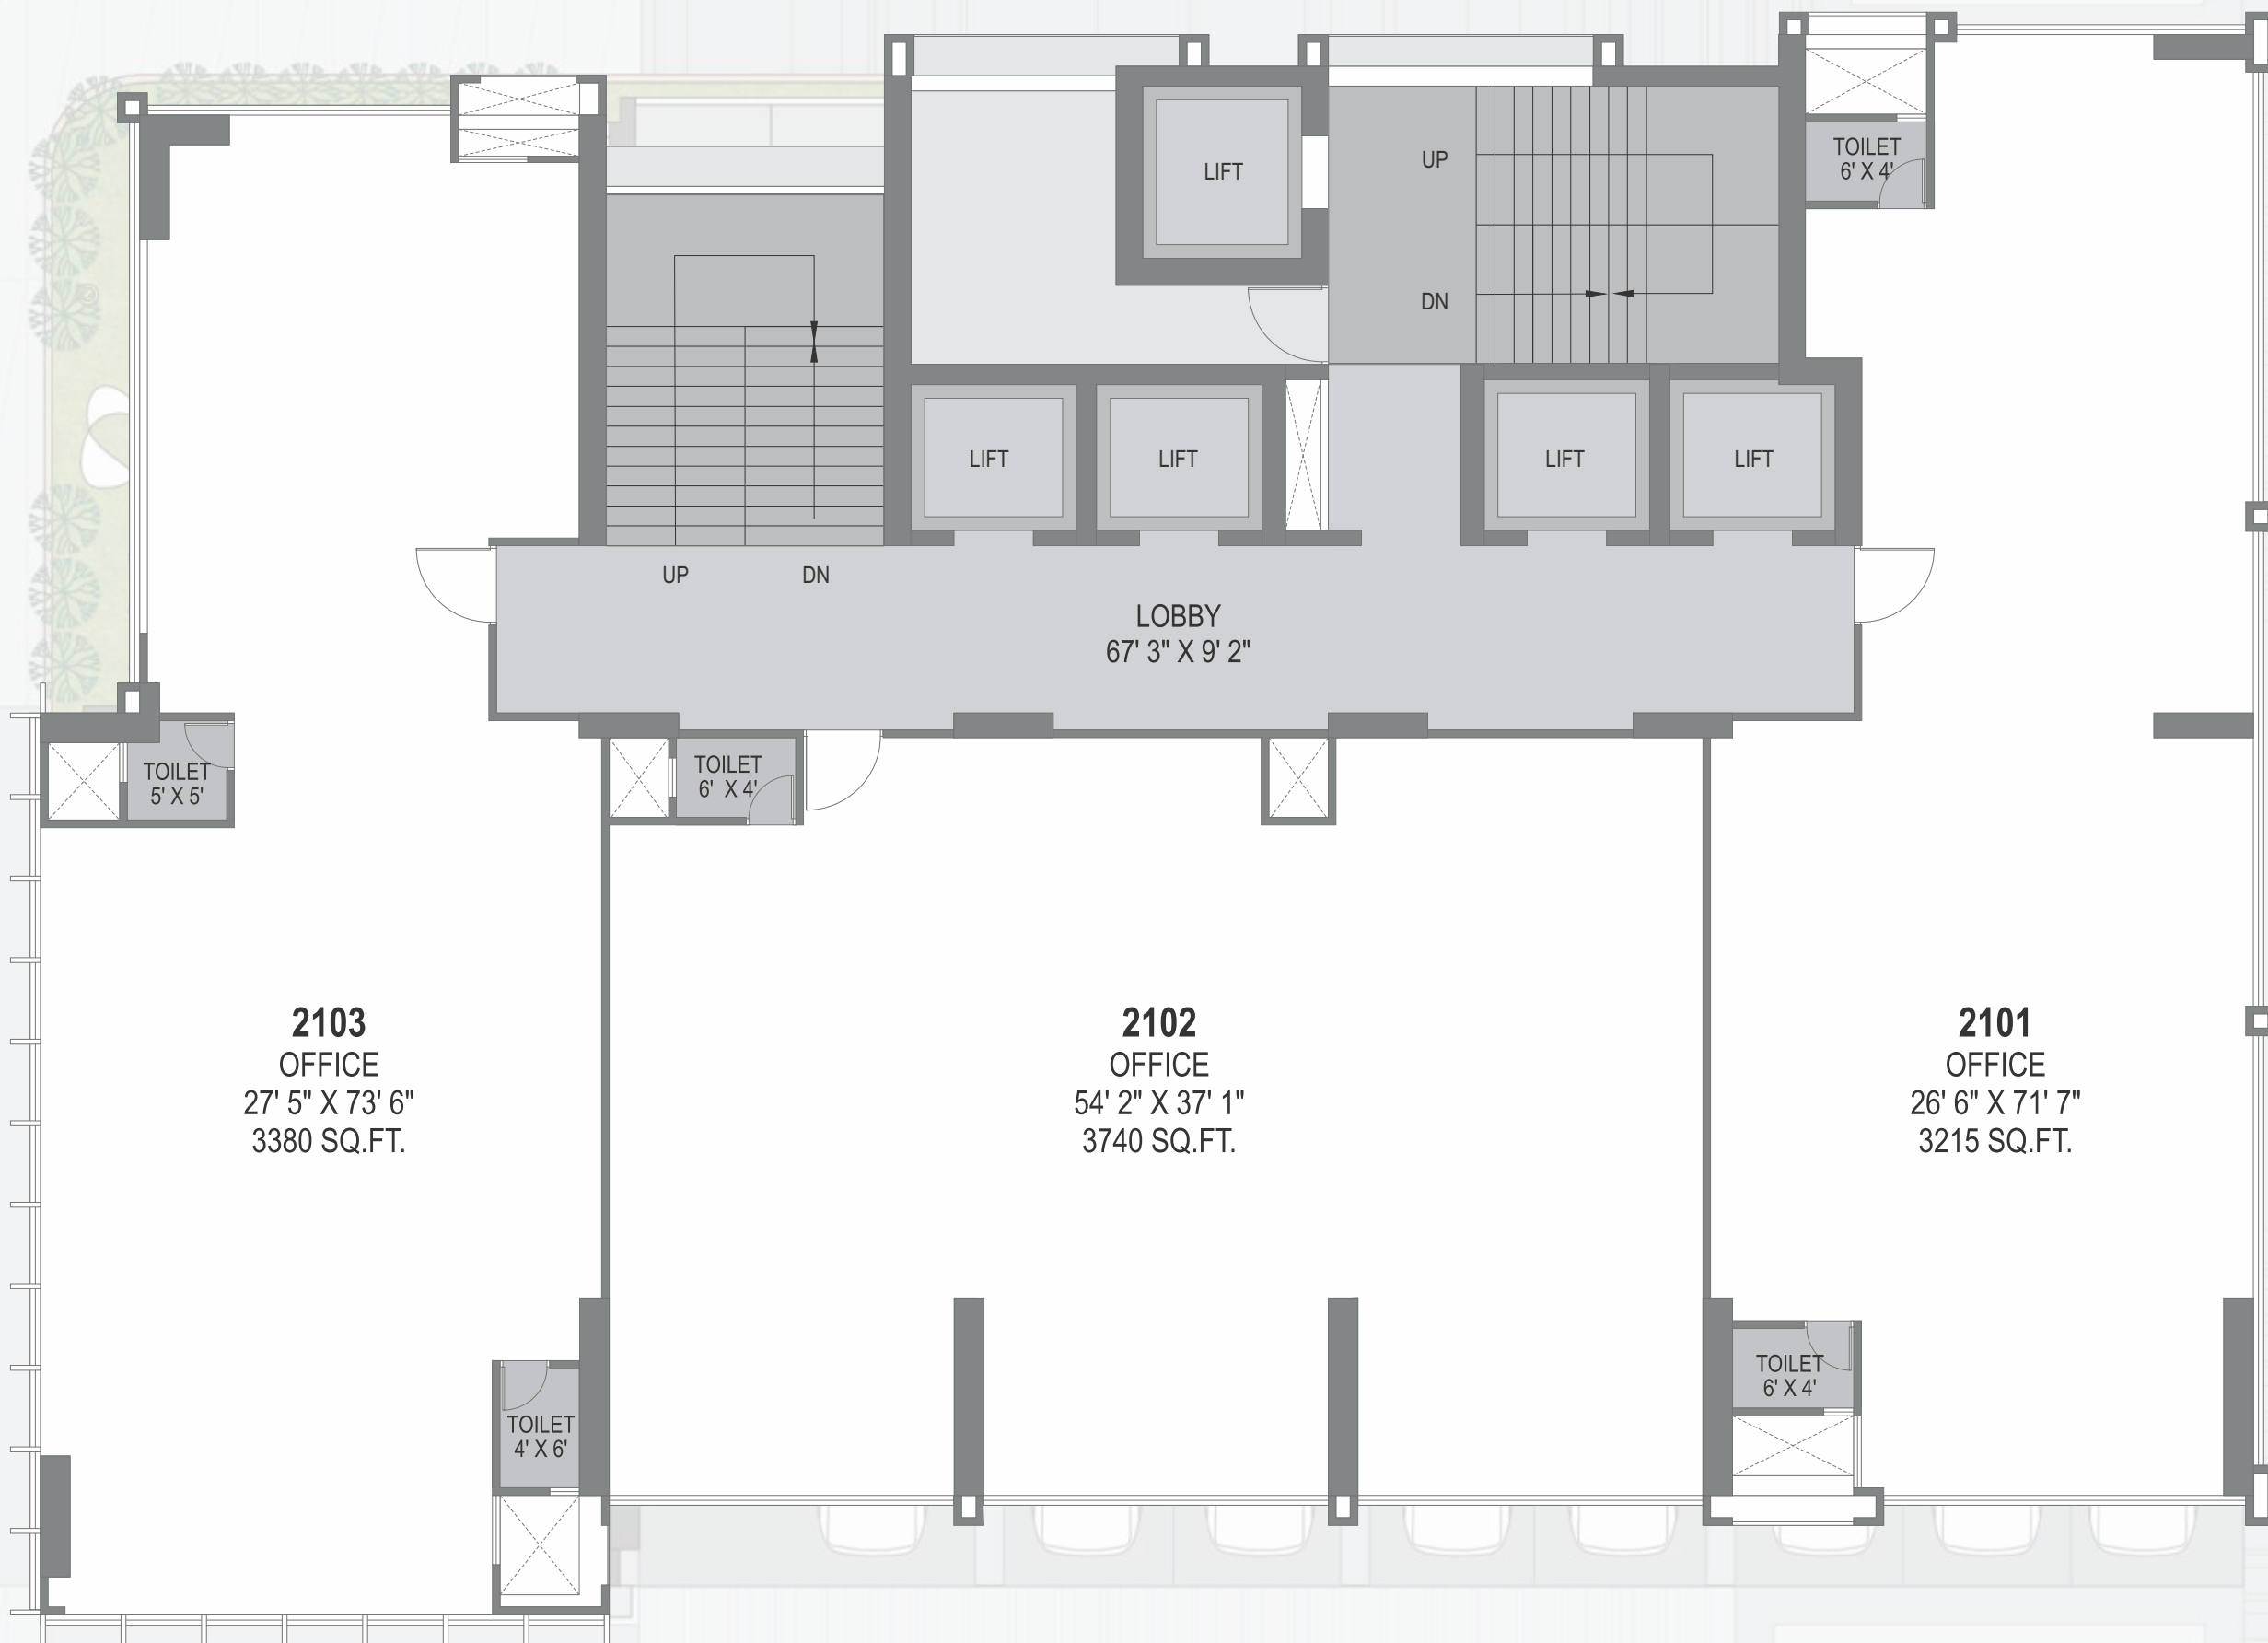 TOILET
6' X 4'
LIFT
UP
DN
LIFT
LIFT
LIFT
LIFT
UP
DN
LOBBY
67' 3" X 9' 2"
TOILET
5' X 5'
TOILET
6' X 4'
2103
OFFICE
27' 5" X 73' 6"
3380 SQ.FT.
2102
OFFICE
54' 2" X 37' 1"
3740 SQ.FT.
2101
OFFICE
26' 6" X 71' 7"
3215 SQ.FT.
TOILET
6' X 4'
TOILET
4' X 6'